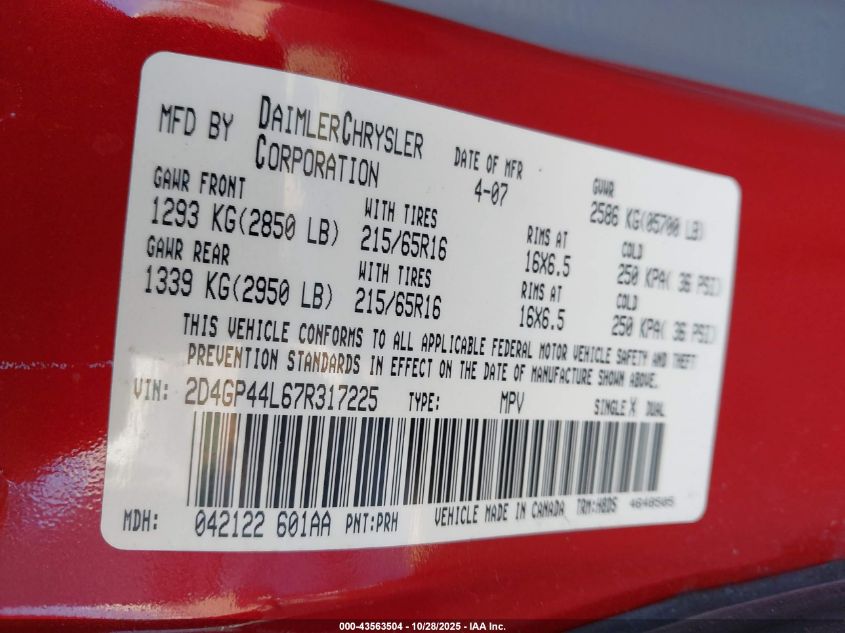 MFD BY DAIMLERCHRYSLER CORPORATION
DATE OF MFR 4-07
GVWR 2586 KG(05700 LB)
GAWR FRONT WITH TIRES RIMS AT COLD
1293 KG(2850 LB) 215/65R16 16X6.5 250 KPA( 36 PSI)
GAWR REAR WITH TIRES RIMS AT COLD
1339 KG(2950 LB) 215/65R16 16X6.5 250 KPA( 36 PSI)
THIS VEHICLE CONFORMS TO ALL APPLICABLE FEDERAL MOTOR VEHICLE SAFETY AND THEFT
PREVENTION STANDARDS IN EFFECT ON THE DATE OF MANUFACTURE SHOWN ABOVE.
VIN: 2D4GP44L67R317225 TYPE: MPV SINGLE X DUAL
MDH: 042122 601AA PNT:PRH VEHICLE MADE IN CANADA TRM:H8DS 4648505
000-43563504 - 10/28/2025 - IAA Inc.